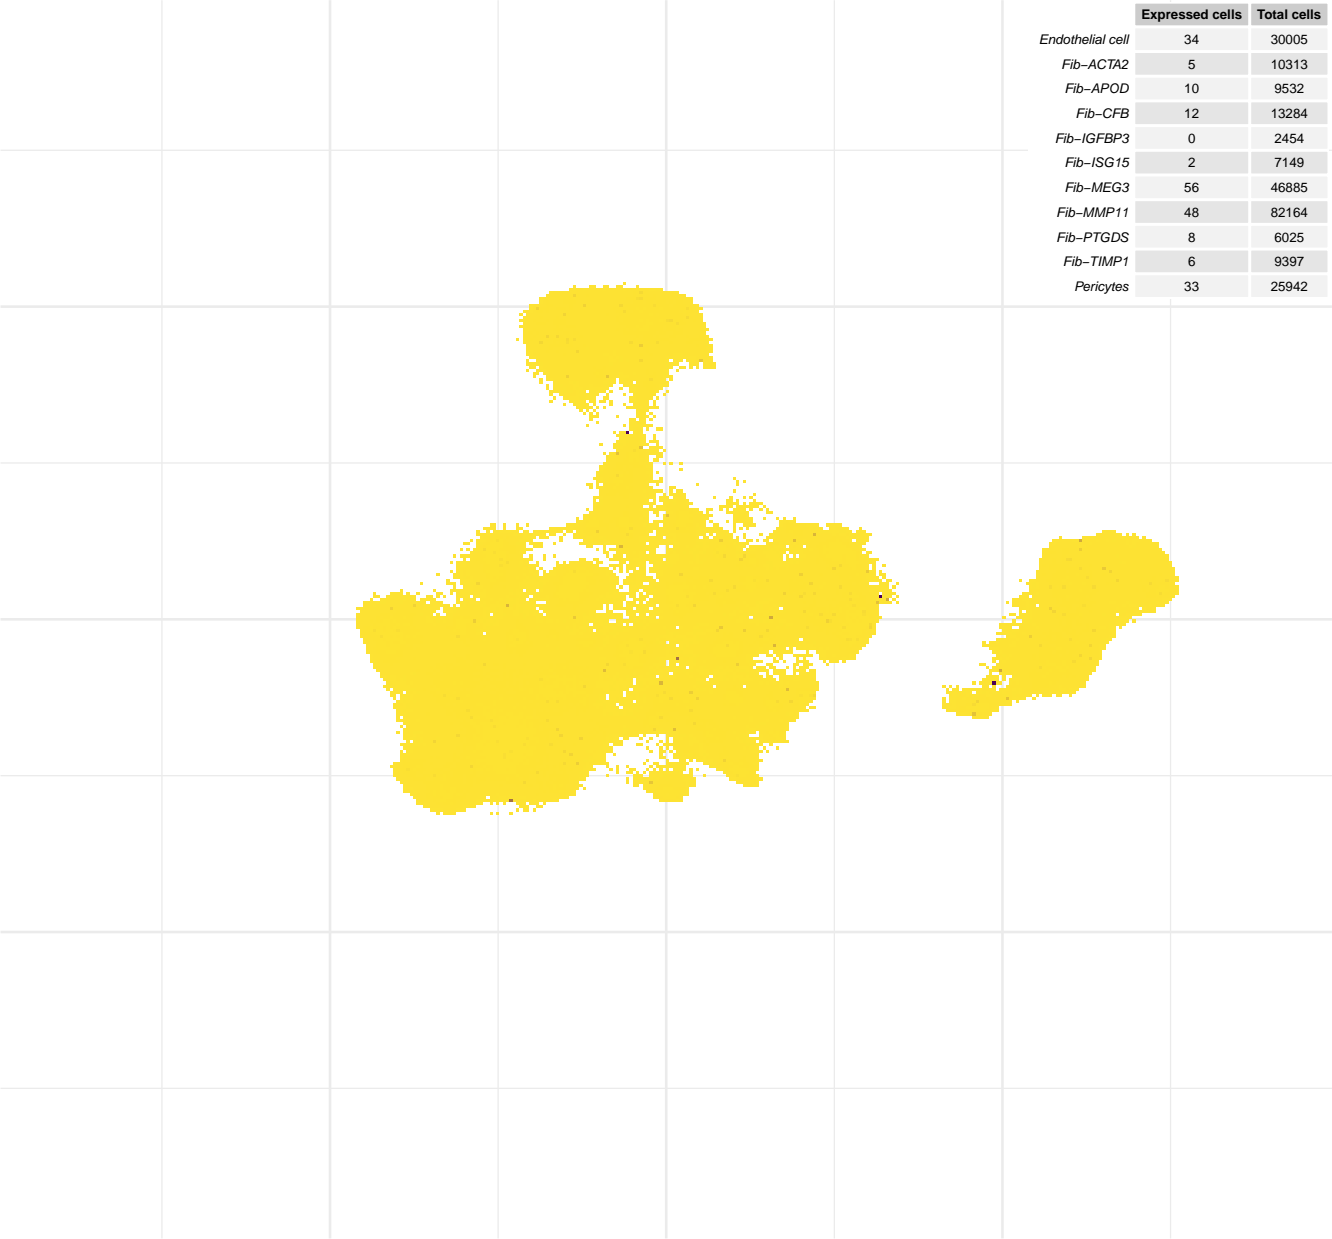 Expressed cells Total cells
Endothelial cell 34 30005
Fib−ACTA2 5 10313
Fib−APOD 10 9532
Fib−CFB 12 13284
Fib−IGFBP3 0 2454
Fib−ISG15 2 7149
Fib−MEG3 56 46885
Fib−MMP11 48 82164
Fib−PTGDS 8 6025
Fib−TIMP1 6 9397
Pericytes 33 25942